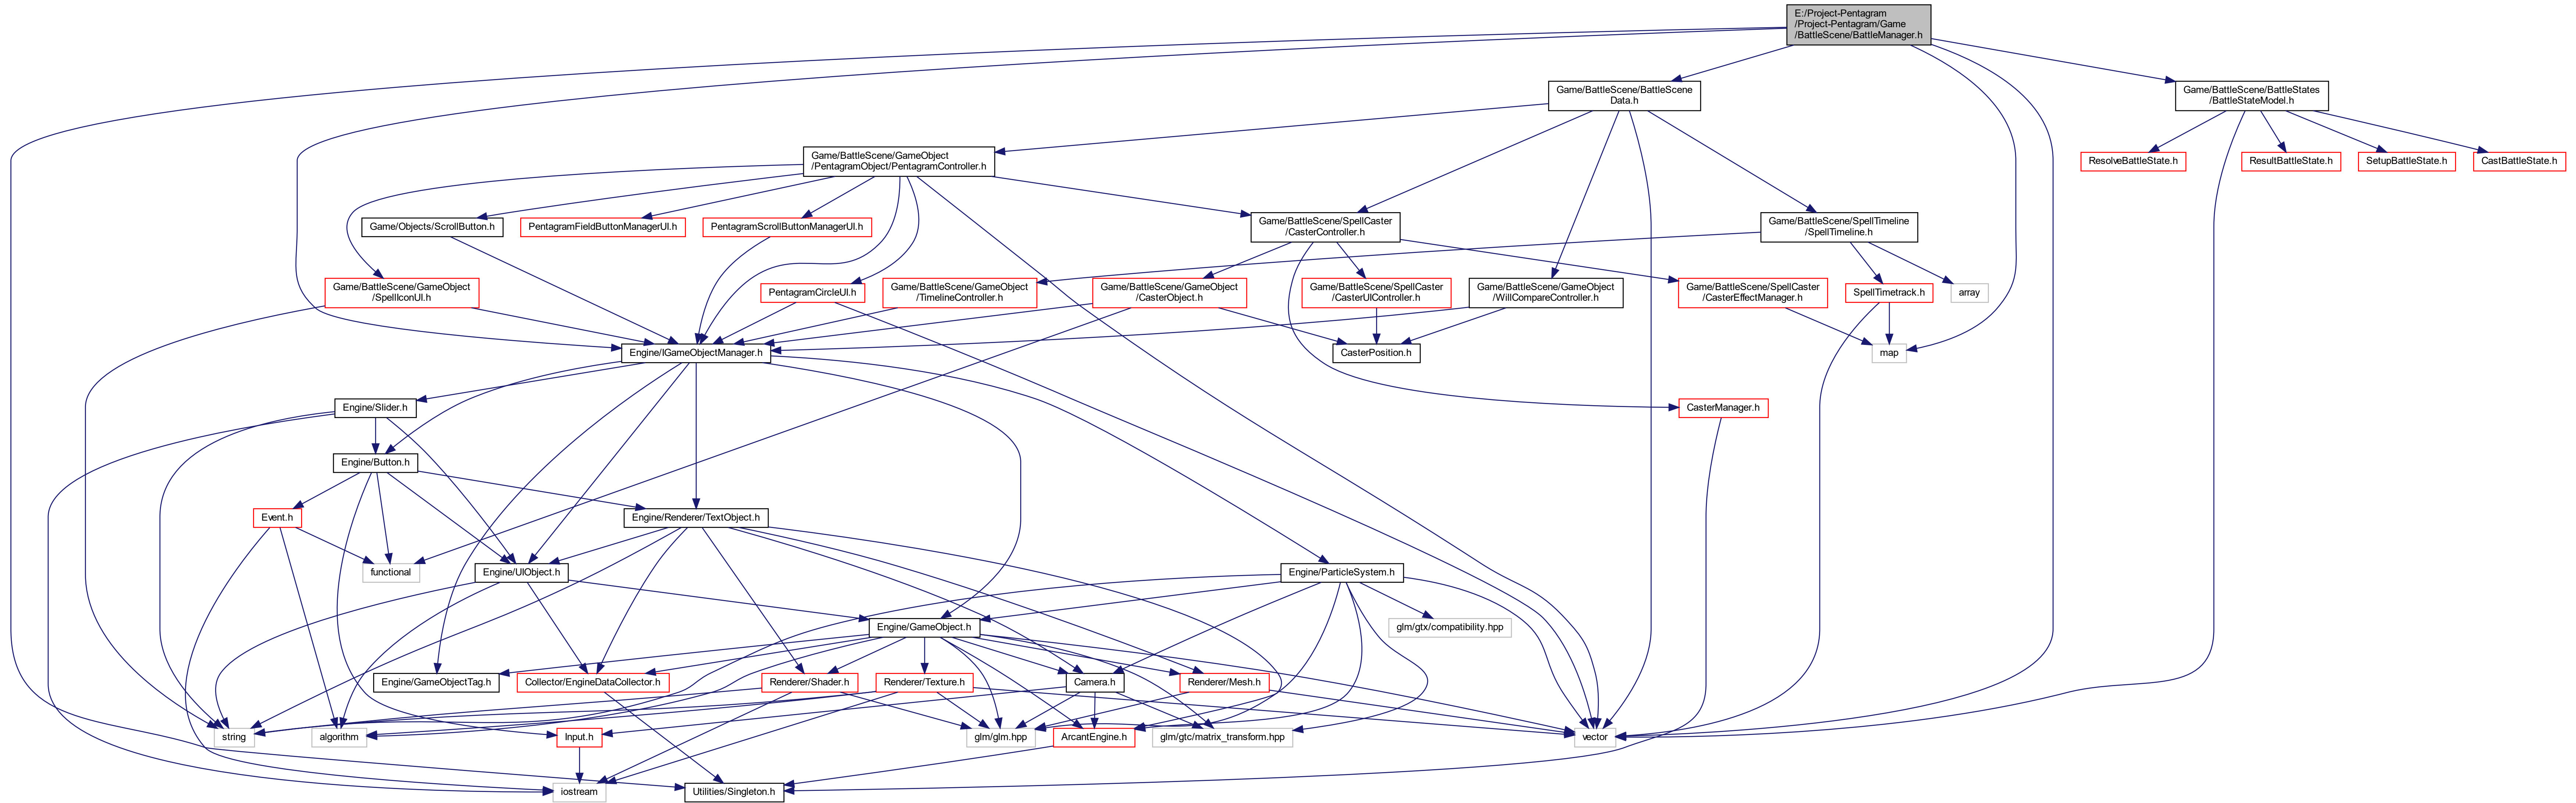 E:/Project-Pentagram
/Project-Pentagram/Game
/BattleScene/BattleManager.h
Game/BattleScene/BattleScene
Data.h
Game/BattleScene/BattleStates
/BattleStateModel.h
Game/BattleScene/GameObject
/PentagramObject/PentagramController.h
ResolveBattleState.h
ResultBattleState.h
SetupBattleState.h
CastBattleState.h
Game/Objects/ScrollButton.h
PentagramFieldButtonManagerUI.h
PentagramScrollButtonManagerUI.h
Game/BattleScene/SpellCaster
/CasterController.h
Game/BattleScene/SpellTimeline
/SpellTimeline.h
Game/BattleScene/GameObject
/SpellIconUI.h
PentagramCircleUI.h
Game/BattleScene/GameObject
/TimelineController.h
Game/BattleScene/GameObject
/CasterObject.h
Game/BattleScene/SpellCaster
/CasterUIController.h
Game/BattleScene/GameObject
/WillCompareController.h
Game/BattleScene/SpellCaster
/CasterEffectManager.h
SpellTimetrack.h
array
Engine/IGameObjectManager.h
CasterPosition.h
map
Engine/Slider.h
CasterManager.h
Engine/Button.h
Event.h
Engine/Renderer/TextObject.h
functional
Engine/UIObject.h
Engine/ParticleSystem.h
Engine/GameObject.h
glm/gtx/compatibility.hpp
Engine/GameObjectTag.h
Collector/EngineDataCollector.h
Renderer/Shader.h
Renderer/Texture.h
Camera.h
Renderer/Mesh.h
string
algorithm
Input.h
glm/glm.hpp
ArcantEngine.h
glm/gtc/matrix_transform.hpp
vector
iostream
Utilities/Singleton.h